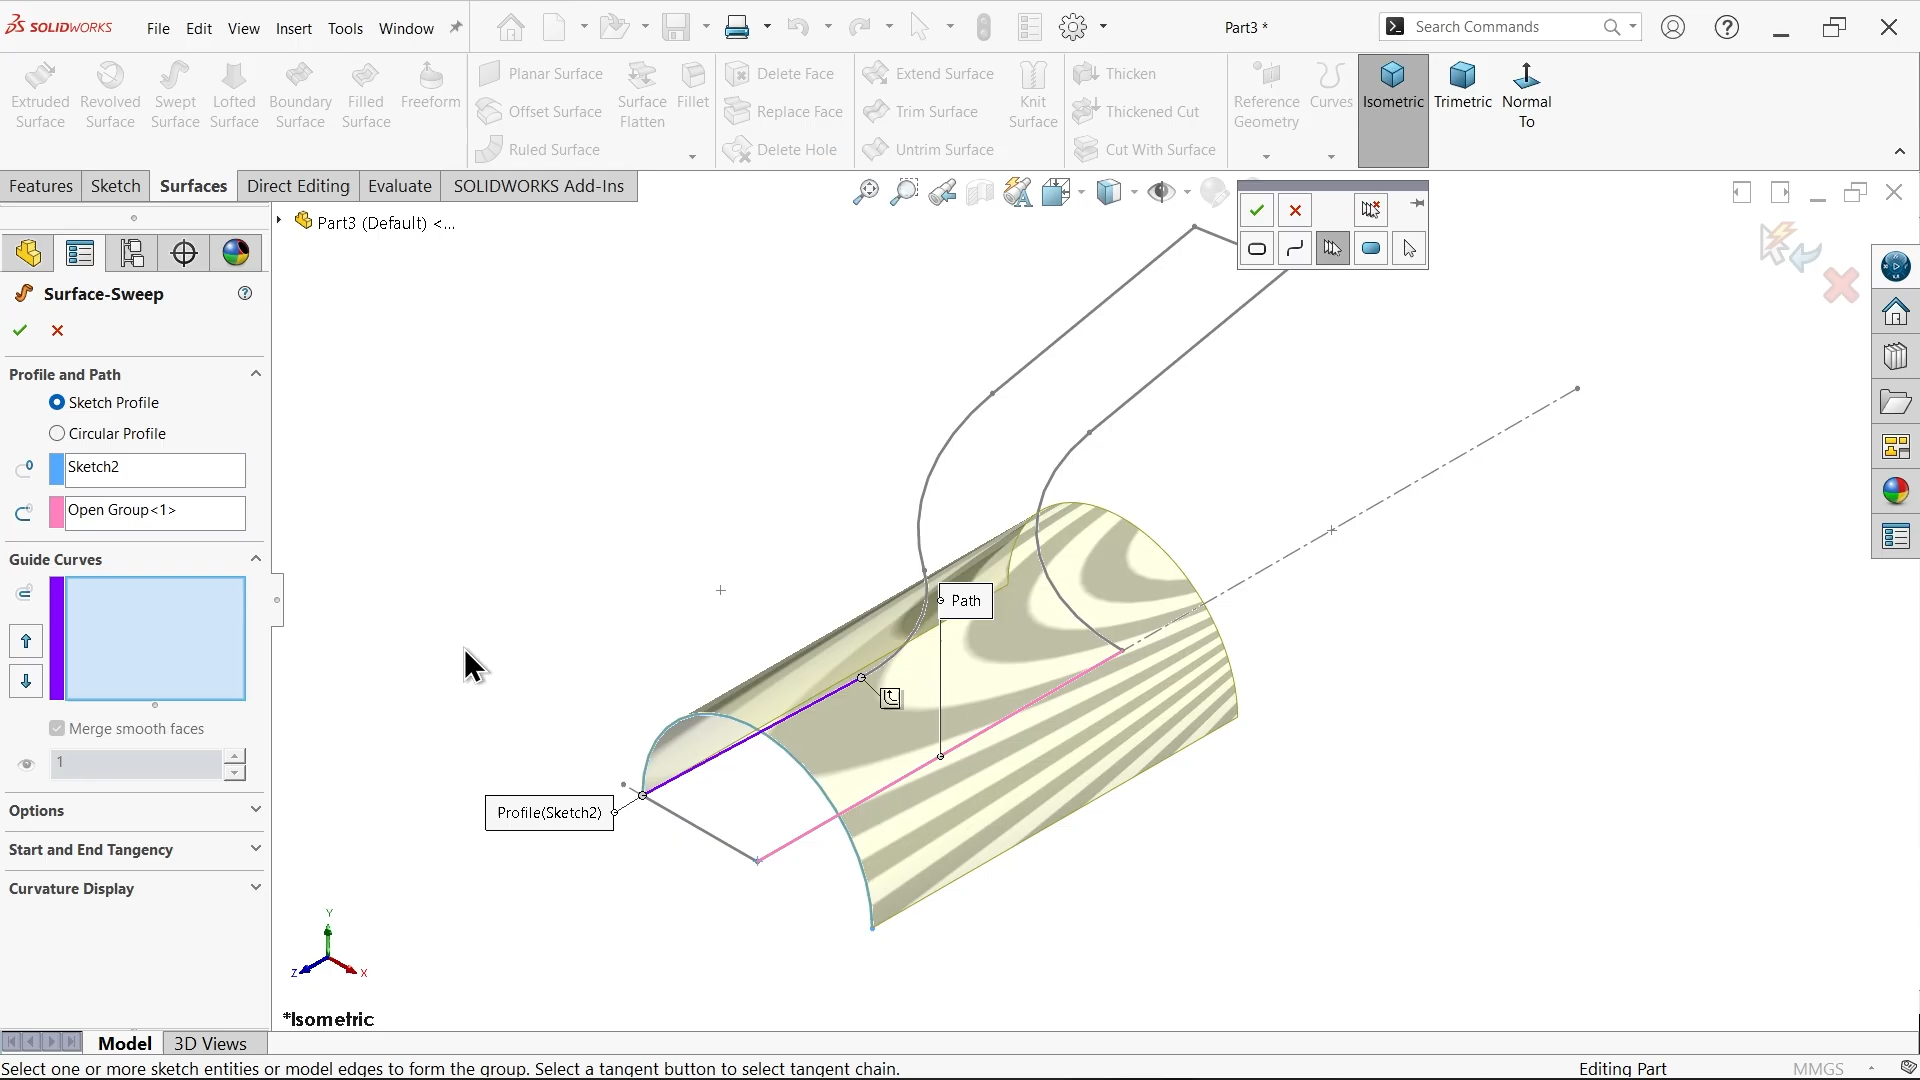 SOLIDWORKS File Edit View Insert Tools Window Part3 * Search Commands
Extruded Surface
Revolved Surface
Swept Surface
Lofted Surface
Boundary Surface
Filled Surface
Freeform
Planar Surface
Offset Surface
Ruled Surface
Surface Flatten
Fillet
Delete Face
Replace Face
Delete Hole
Extend Surface
Trim Surface
Untrim Surface
Knit Surface
Thicken
Thickened Cut
Cut With Surface
Reference Geometry
Curves
Isometric
Trimetric
Normal To
Features Sketch Surfaces Direct Editing Evaluate SOLIDWORKS Add-Ins
Part3 (Default) <...
Surface-Sweep
Profile and Path
Sketch Profile
Circular Profile
Sketch2
Open Group<1>
Guide Curves
Merge smooth faces
1
Options
Start and End Tangency
Curvature Display
Path
Profile(Sketch2)
Y
Z
X
*Isometric
Model 3D Views
Select one or more sketch entities or model edges to form the group. Select a tangent button to select tangent chain. Editing Part MMGS